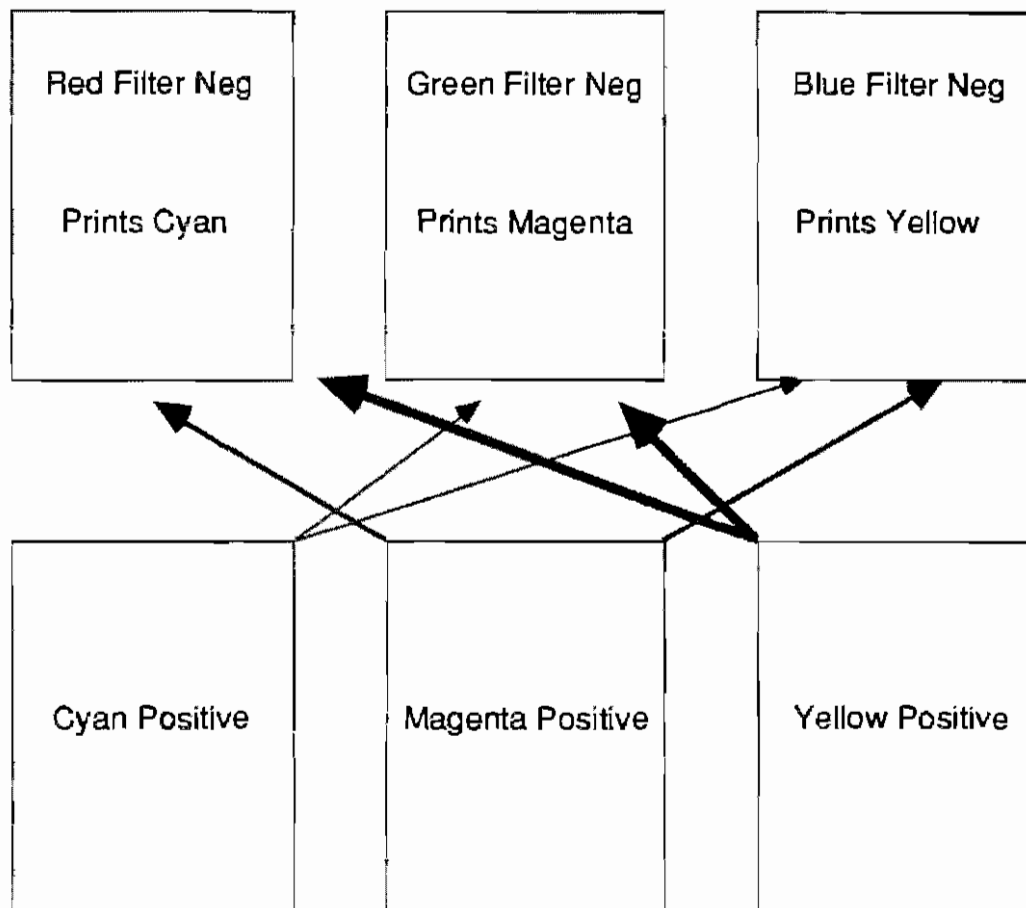 Red Filter Neg
Prints Cyan
Green Filter Neg
Prints Magenta
Blue Filter Neg
Prints Yellow
Cyan Positive
Magenta Positive
Yellow Positive